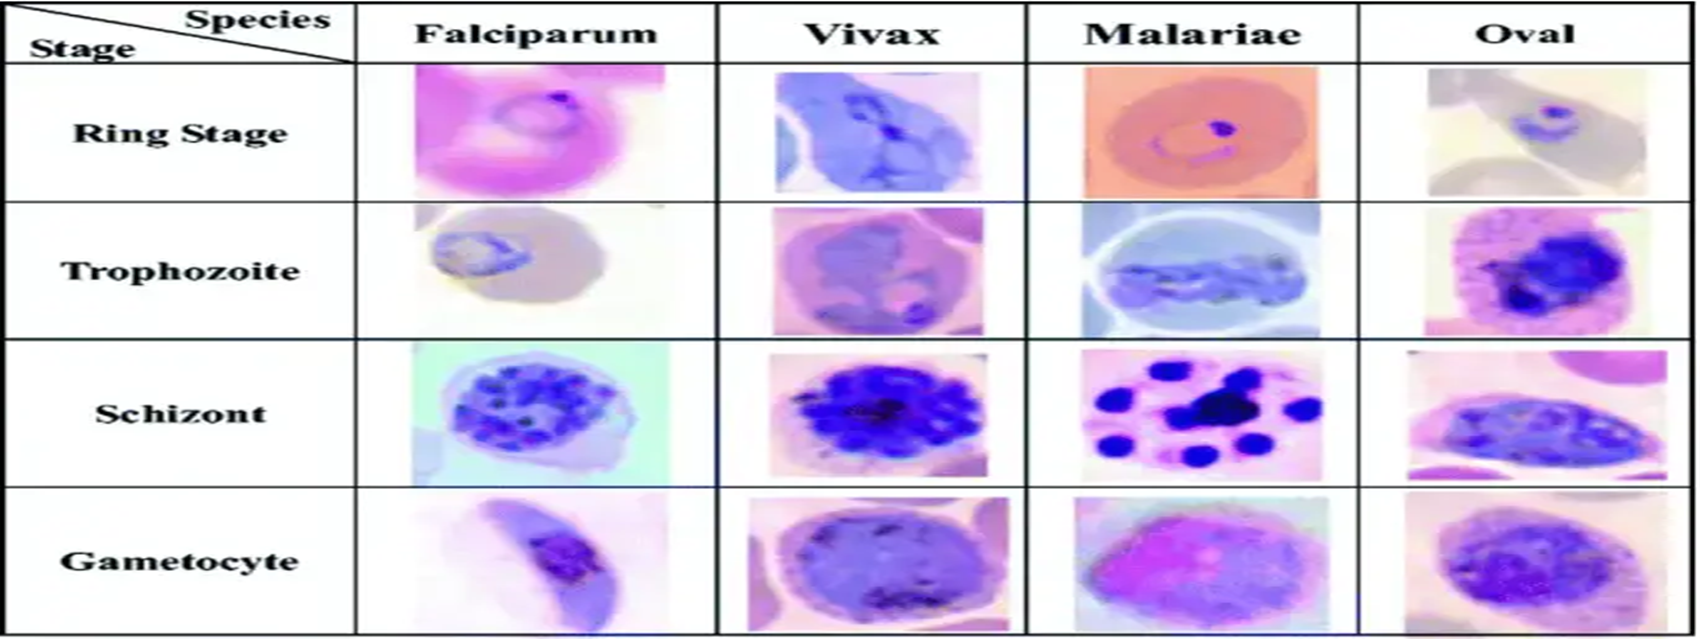 Species
Stage
Falciparum
Vivax
Malariae
Oval
Ring Stage
Trophozoite
Schizont
Gametocyte